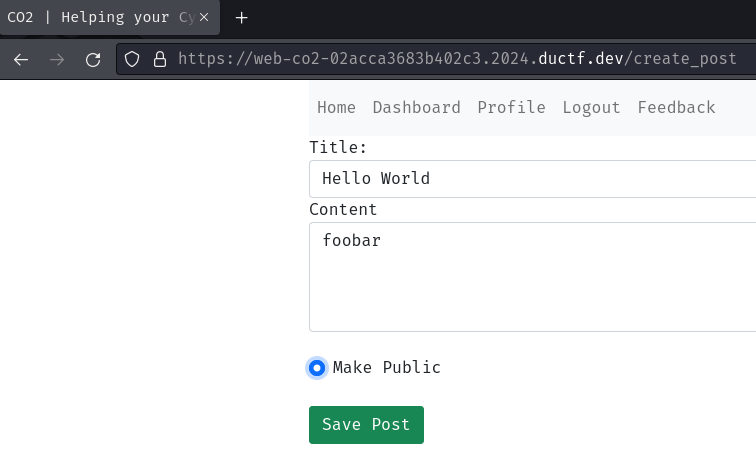 CO2 | Helping your Cy
https://web-co2-02acca3683b402c3.2024.ductf.dev/create_post
Home Dashboard Profile Logout Feedback
Title:
Hello World
Content
foobar
Make Public
Save Post